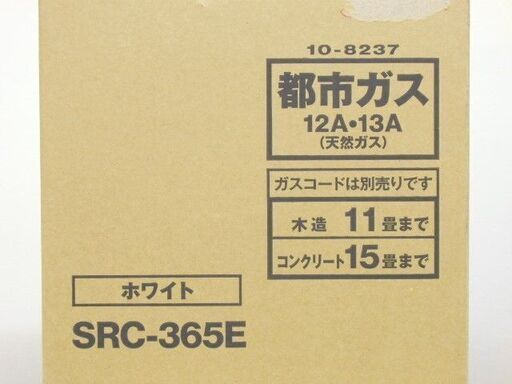 10-8237
都市ガス
12A・13A
(天然ガス)
ガスコードは別売りです
木造 11畳まで
コンクリート15畳まで
ホワイト
SRC-365E